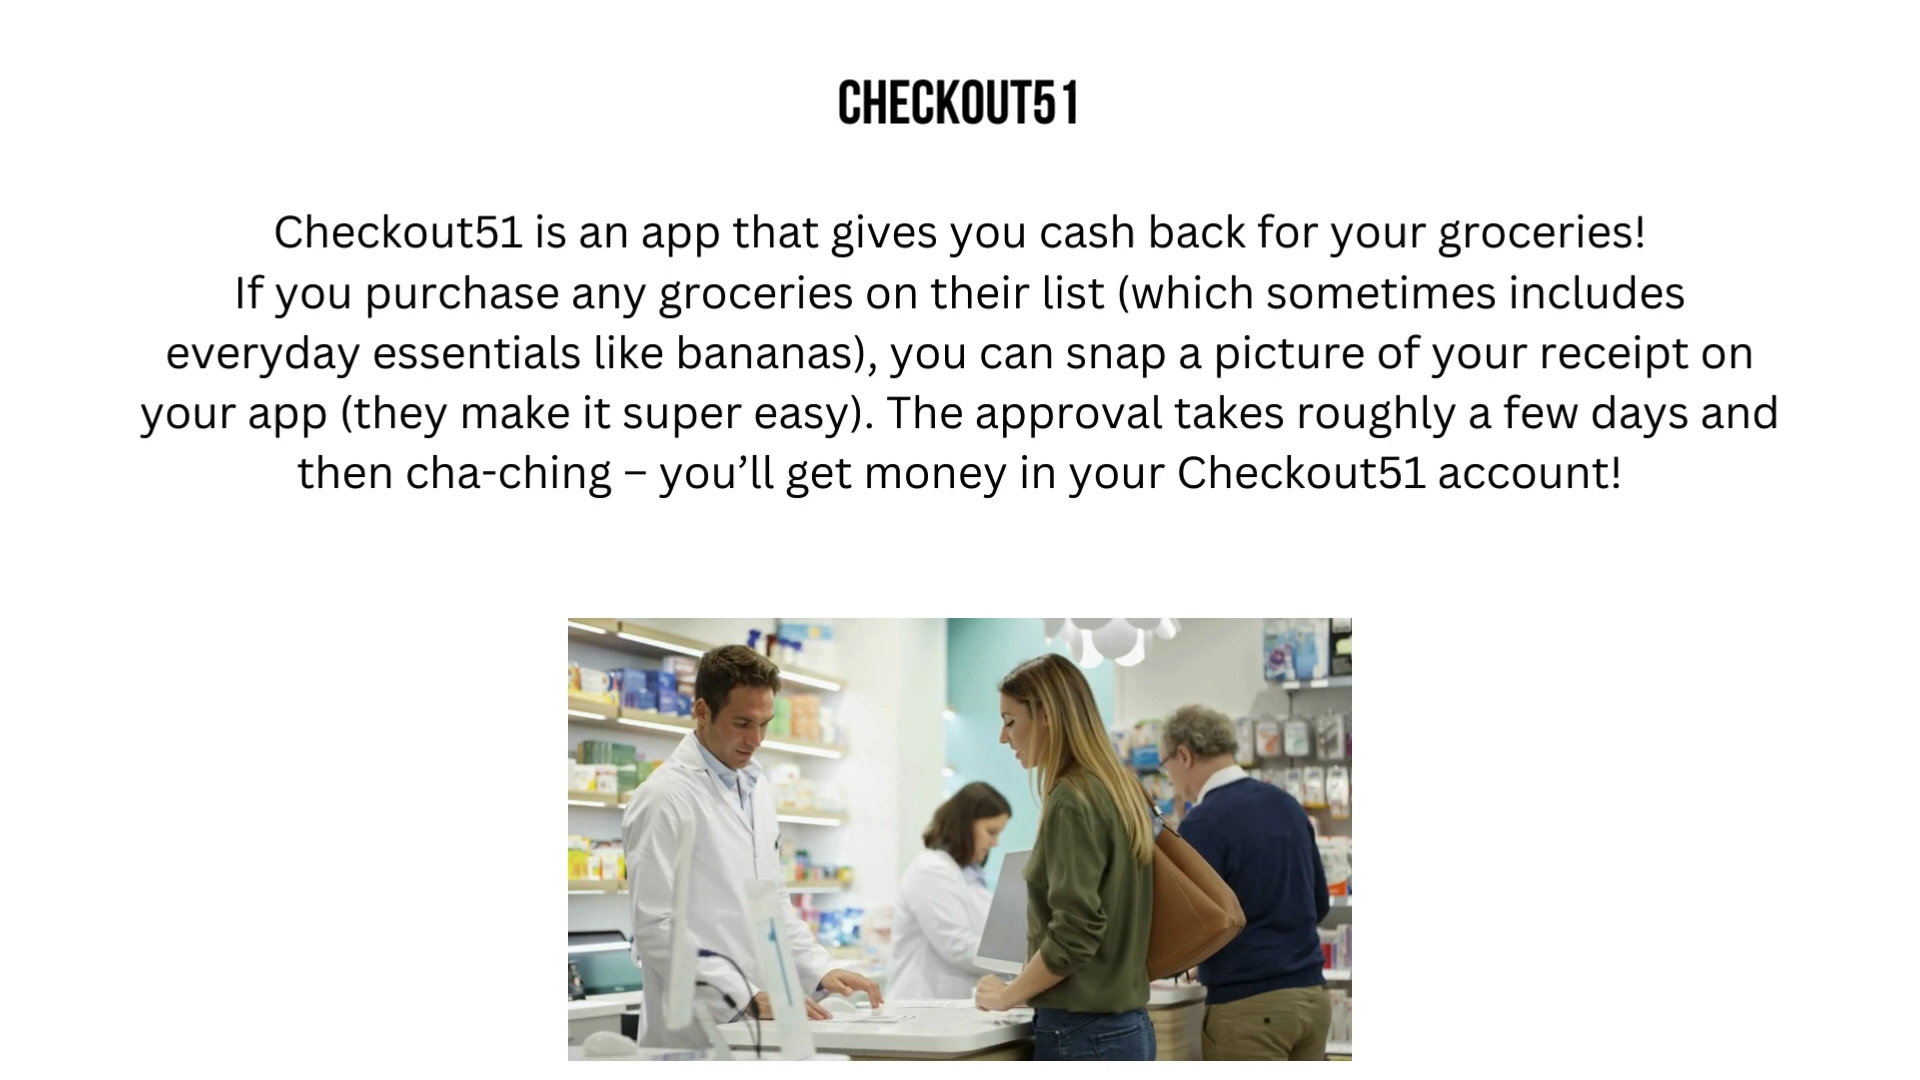 CHECKOUT51
Checkout51 is an app that gives you cash back for your groceries!
If you purchase any groceries on their list (which sometimes includes
everyday essentials like bananas), you can snap a picture of your receipt on
your app (they make it super easy). The approval takes roughly a few days and
then cha-ching – you’ll get money in your Checkout51 account!